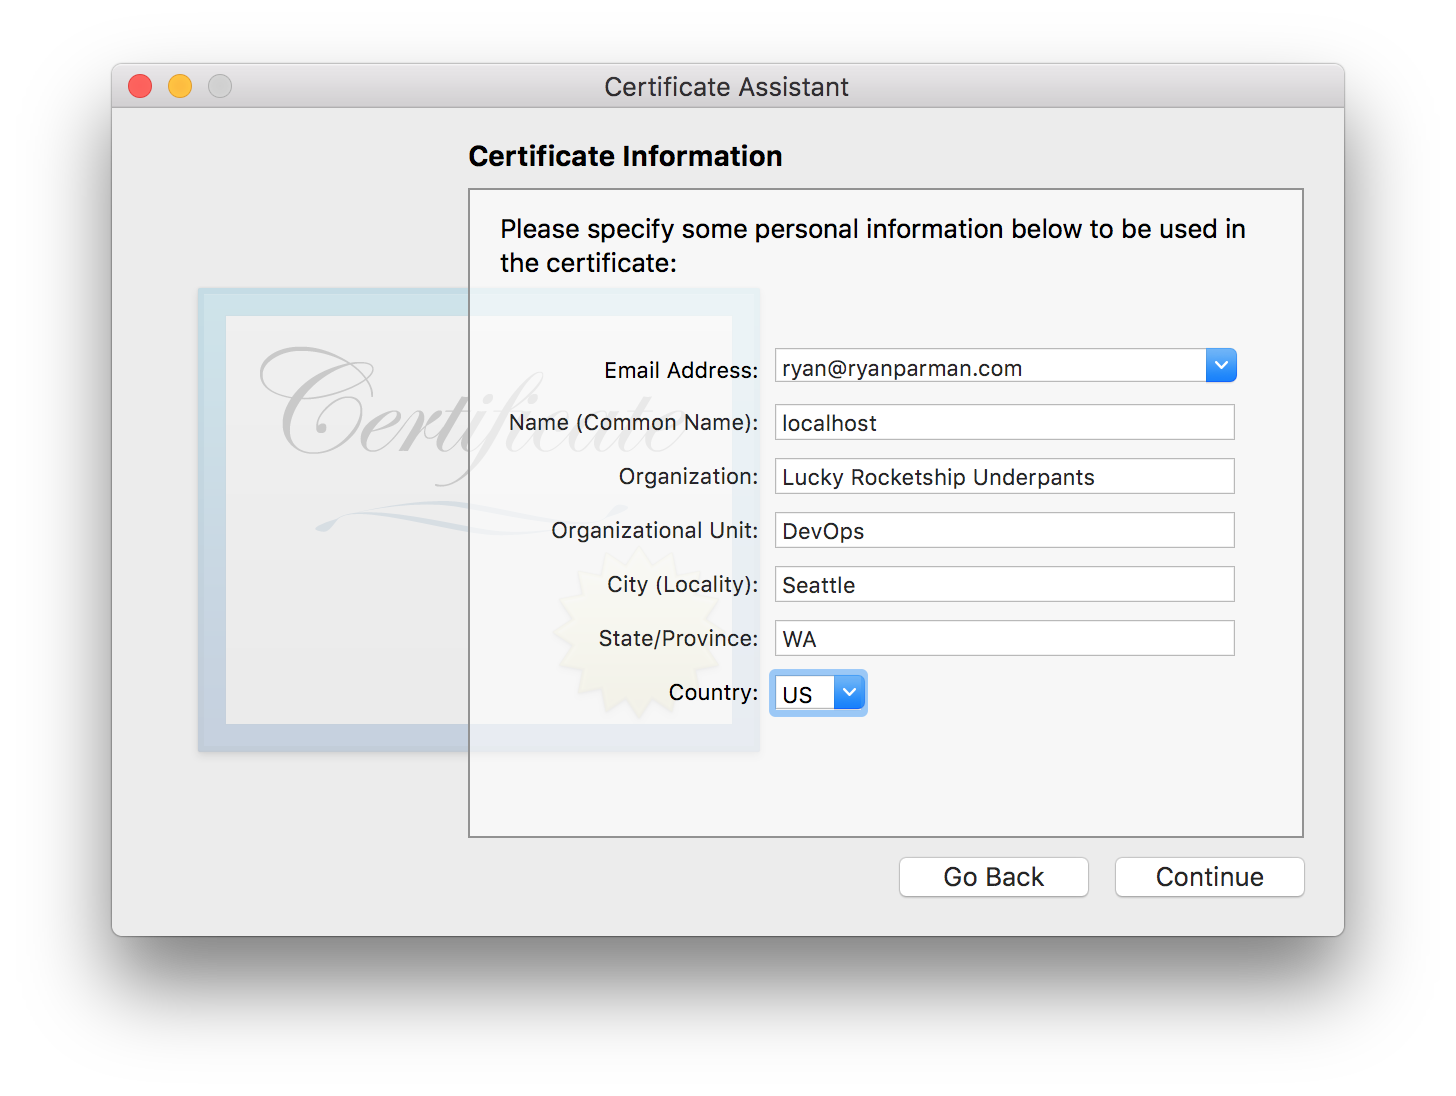 Certificate Assistant
Certificate Information
Please specify some personal information below to be used in
the certificate:
Certificate
Email Address: ryan@ryanparman.com
Name (Common Name): localhost
Organization: Lucky Rocketship Underpants
Organizational Unit: DevOps
City (Locality): Seattle
State/Province: WA
Country: US
Go Back Continue